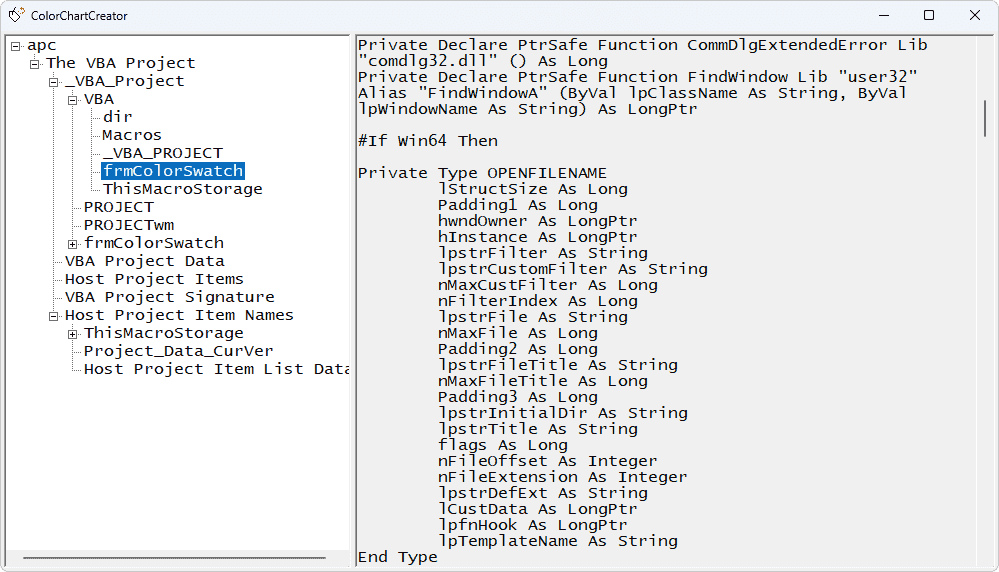 ColorChartCreator
apc
The VBA Project
_VBA_Project
VBA
dir
Macros
_VBA_PROJECT
frmColorSwatch
ThisMacroStorage
PROJECT
PROJECTwm
frmColorSwatch
VBA Project Data
Host Project Items
VBA Project Signature
Host Project Item Names
ThisMacroStorage
Project_Data_CurVer
Host Project Item List Data
Private Declare PtrSafe Function CommDlgExtendedError Lib
"comdlg32.dll" () As Long
Private Declare PtrSafe Function FindWindow Lib "user32"
Alias "FindWindowA" (ByVal lpClassName As String, ByVal
lpWindowName As String) As LongPtr
#If Win64 Then
Private Type OPENFILENAME
lStructSize As Long
Padding1 As Long
hwndOwner As LongPtr
hInstance As LongPtr
lpstrFilter As String
lpstrCustomFilter As String
nMaxCustFilter As Long
nFilterIndex As Long
lpstrFile As String
nMaxFile As Long
Padding2 As Long
lpstrFileTitle As String
nMaxFileTitle As Long
Padding3 As Long
lpstrInitialDir As String
lpstrTitle As String
flags As Long
nFileOffset As Integer
nFileExtension As Integer
lpstrDefExt As String
lCustData As LongPtr
lpfnHook As LongPtr
lpTemplateName As String
End Type